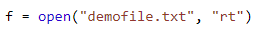 f = open("demofile.txt", "rt")